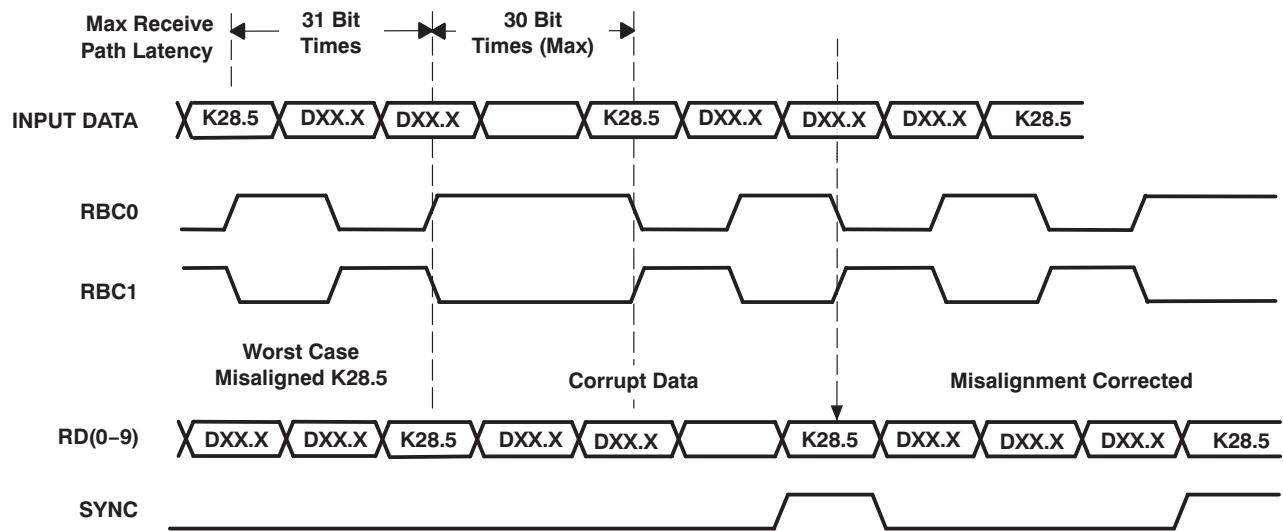 Max Receive
Path Latency
31 Bit
Times
30 Bit
Times (Max)
INPUT DATA
K28.5 DXX.X DXX.X K28.5 DXX.X DXX.X DXX.X K28.5
RBC0
RBC1
Worst Case
Misaligned K28.5
Corrupt Data
Misalignment Corrected
RD(0–9)
DXX.X DXX.X K28.5 DXX.X DXX.X K28.5 DXX.X DXX.X DXX.X K28.5
SYNC